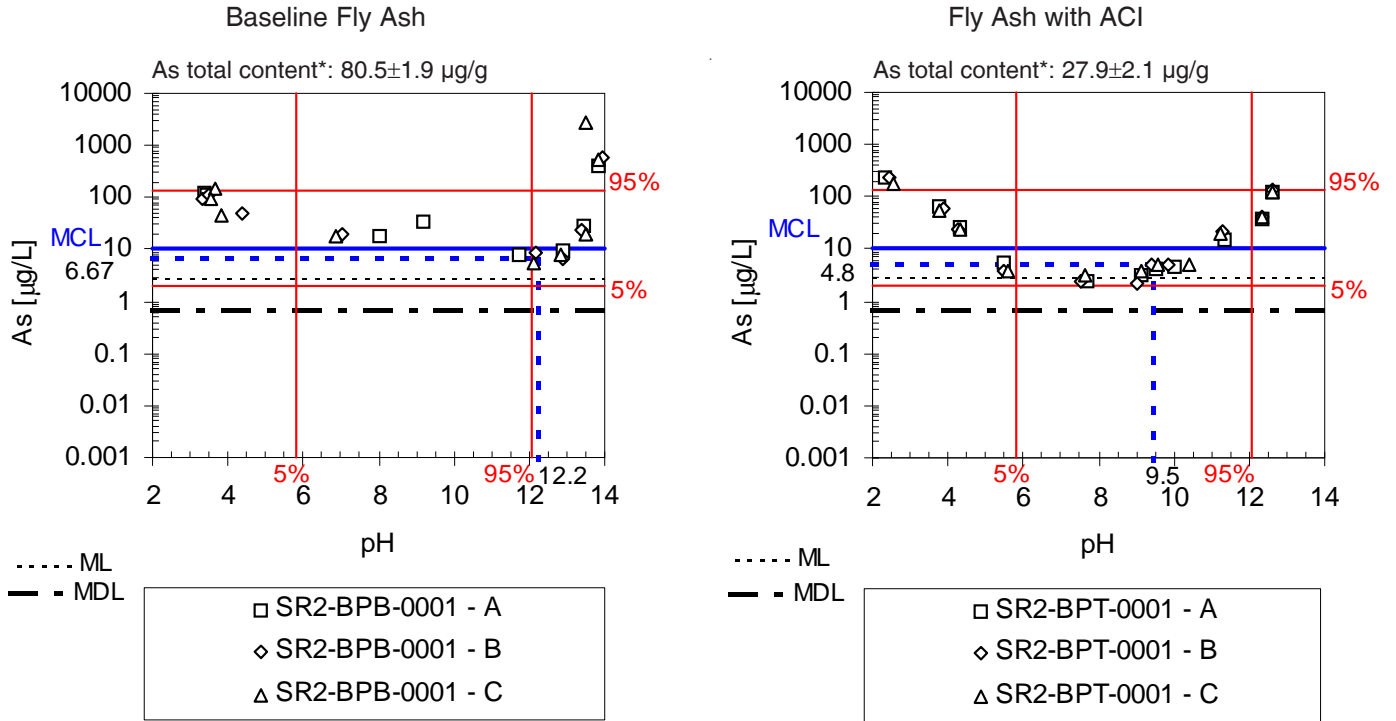 Baseline Fly Ash
As total content*: 80.5±1.9 µg/g
10000
1000
100
10
1
0.1
0.01
0.001
As [µg/L]
MCL
6.67
95%
5%
5%
95%
12.2
2 4 6 8 10 12 14
pH
ML
MDL
SR2-BPB-0001 - A
SR2-BPB-0001 - B
SR2-BPB-0001 - C
Fly Ash with ACI
As total content*: 27.9±2.1 µg/g
10000
1000
100
10
1
0.1
0.01
0.001
As [µg/L]
MCL
4.8
95%
5%
5%
9.5
95%
2 4 6 8 10 12 14
pH
ML
MDL
SR2-BPT-0001 - A
SR2-BPT-0001 - B
SR2-BPT-0001 - C